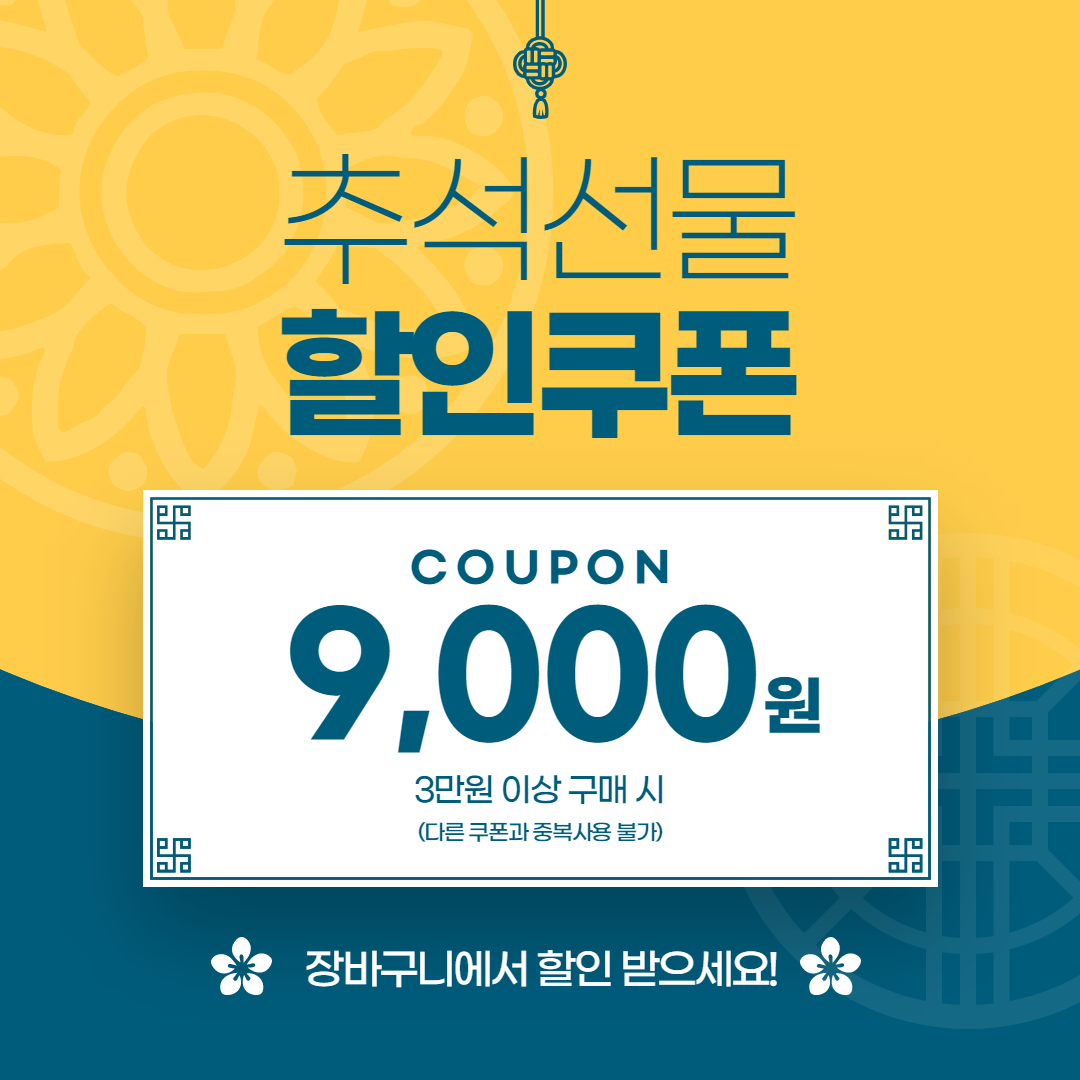 추석선물
할인쿠폰
COUPON
9,000원
3만원 이상 구매 시
(다른 쿠폰과 중복사용 불가)
장바구니에서 할인 받으세요!